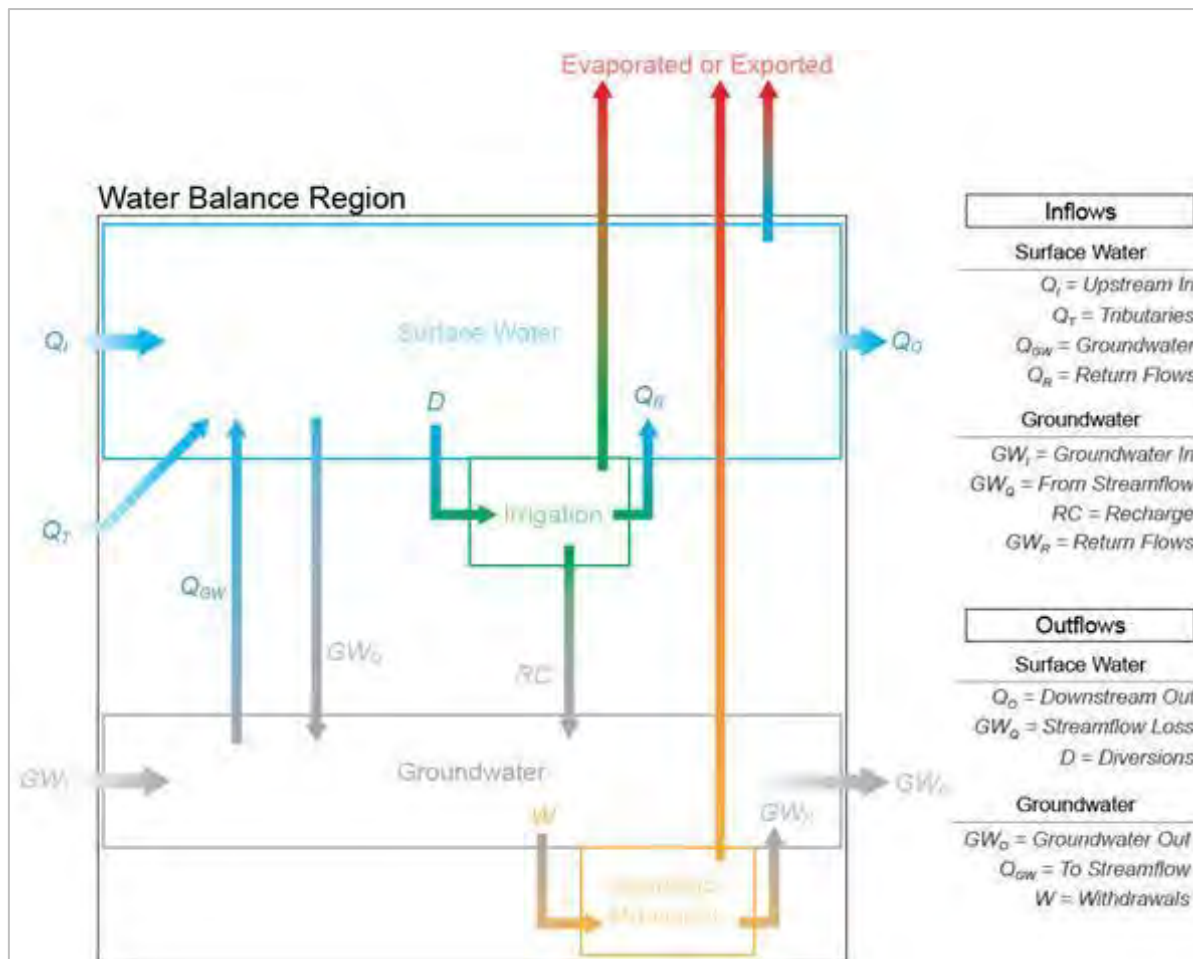 Evaporated or Exported
Water Balance Region
Surface Water
Q_I
Q_O
D
Q_R
Irrigation
Q_T
Q_GW
GW_Q
RC
GW_I
Groundwater
GW_O
W
GW_R
Inflows
Surface Water
Q_I = Upstream In
Q_T = Tributaries
Q_GW = Groundwater
Q_R = Return Flows
Groundwater
GW_I = Groundwater In
GW_Q = From Streamflow
RC = Recharge
GW_R = Return Flows
Outflows
Surface Water
Q_O = Downstream Out
GW_Q = Streamflow Loss
D = Diversions
Groundwater
GW_O = Groundwater Out
Q_GW = To Streamflow
W = Withdrawals